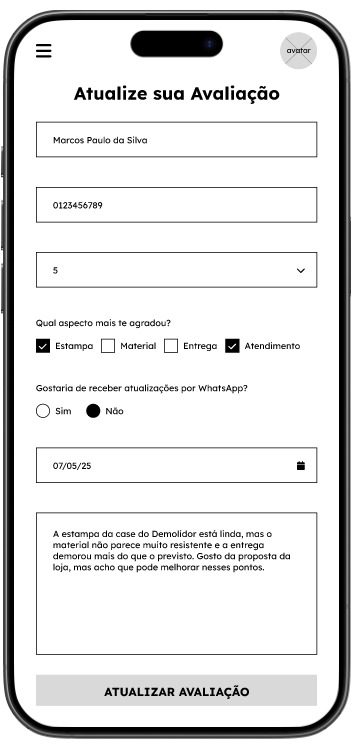 avatar
Atualize sua Avaliação
Marcos Paulo da Silva
0123456789
5
Qual aspecto mais te agradou?
Estampa Material Entrega Atendimento
Gostaria de receber atualizações por WhatsApp?
Sim Não
07/05/25
A estampa da case do Demolidor está linda, mas o
material não parece muito resistente e a entrega
demorou mais do que o previsto. Gosto da proposta da
loja, mas acho que pode melhorar nesses pontos.
ATUALIZAR AVALIAÇÃO